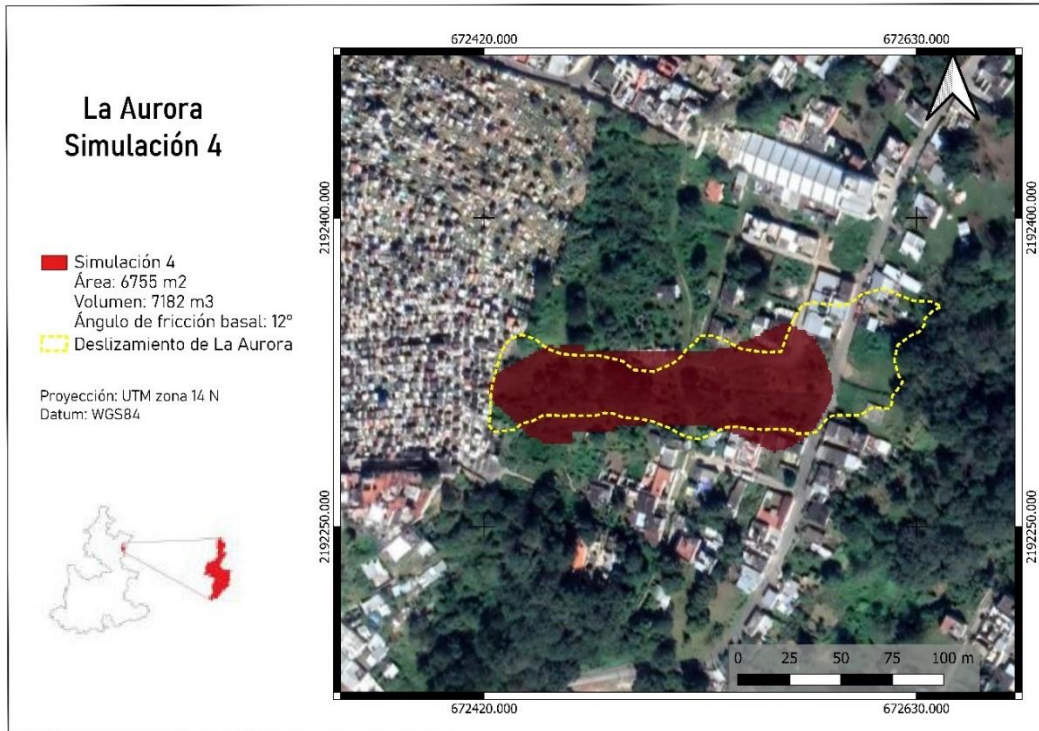 La Aurora
Simulación 4
Simulación 4
Área: 6755 m2
Volumen: 7182 m3
Ángulo de fricción basal: 12°
Deslizamiento de La Aurora
Proyección: UTM zona 14 N
Datum: WGS84
672420.000
672630.000
2192400.000
2192400.000
2192250.000
2192250.000
0 25 50 75 100 m
672420.000
672630.000